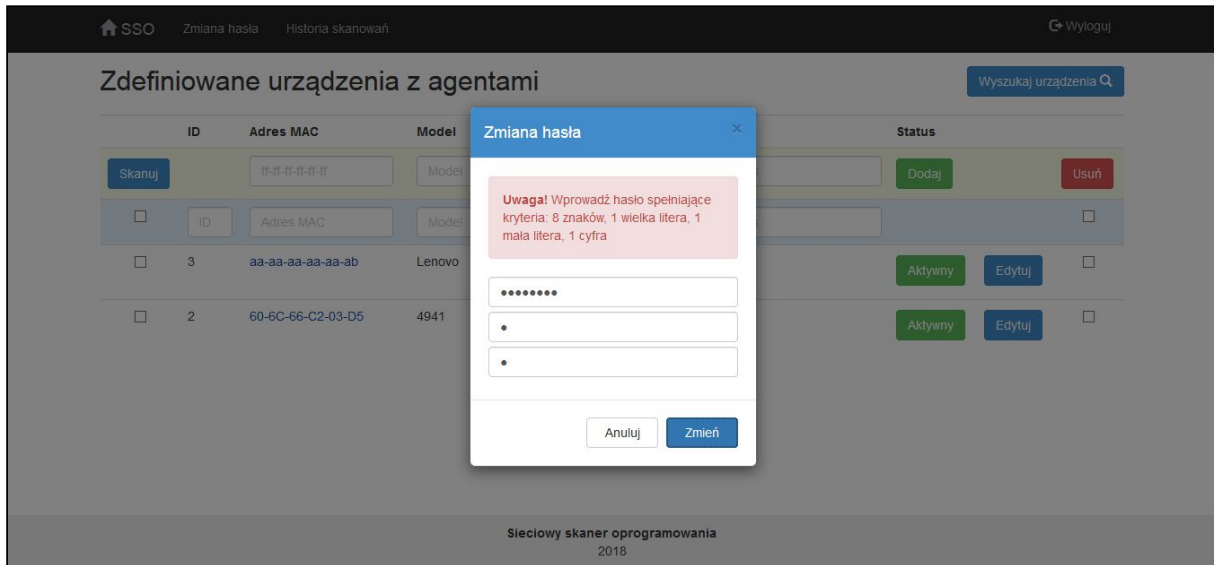 SSO Zmiana hasła Historia skanowań Wyloguj
Zdefiniowane urządzenia z agentami Wyszukaj urządzenia
ID Adres MAC Model Status
Skanuj ff-ff-ff-ff-ff-ff Model Dodaj Usuń
ID Adres MAC Model
3 aa-aa-aa-aa-aa-ab Lenovo Aktywny Edytuj
2 60-6C-66-C2-03-D5 4941 Aktywny Edytuj
Zmiana hasła ×
Uwaga! Wprowadź hasło spełniające
kryteria: 8 znaków, 1 wielka litera, 1
mała litera, 1 cyfra
••••••••
•
•
Anuluj Zmień
Sieciowy skaner oprogramowania
2018